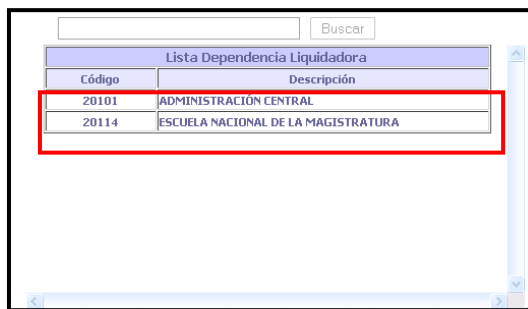 Buscar
Lista Dependencia Liquidadora
Código Descripción
20101 ADMINISTRACIÓN CENTRAL
20114 ESCUELA NACIONAL DE LA MAGISTRATURA